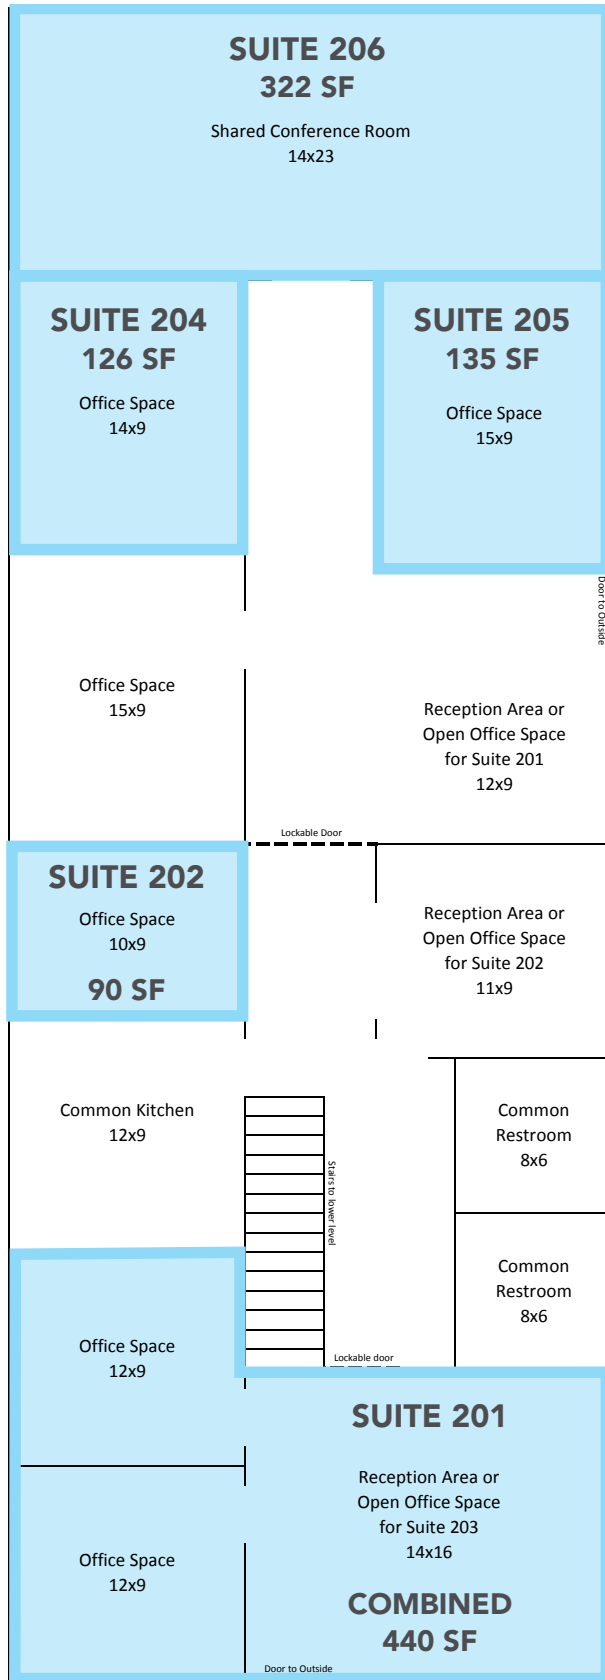 SUITE 206
322 SF
Shared Conference Room
14x23
SUITE 204
126 SF
Office Space
14x9
SUITE 205
135 SF
Office Space
15x9
Door to Outside
Office Space
15x9
Reception Area or
Open Office Space
for Suite 201
12x9
Lockable Door
SUITE 202
Office Space
10x9
90 SF
Reception Area or
Open Office Space
for Suite 202
11x9
Common Kitchen
12x9
Stairs to lower level
Common
Restroom
8x6
Common
Restroom
8x6
Office Space
12x9
Lockable door
SUITE 201
Reception Area or
Open Office Space
for Suite 203
14x16
Office Space
12x9
COMBINED
440 SF
Door to Outside